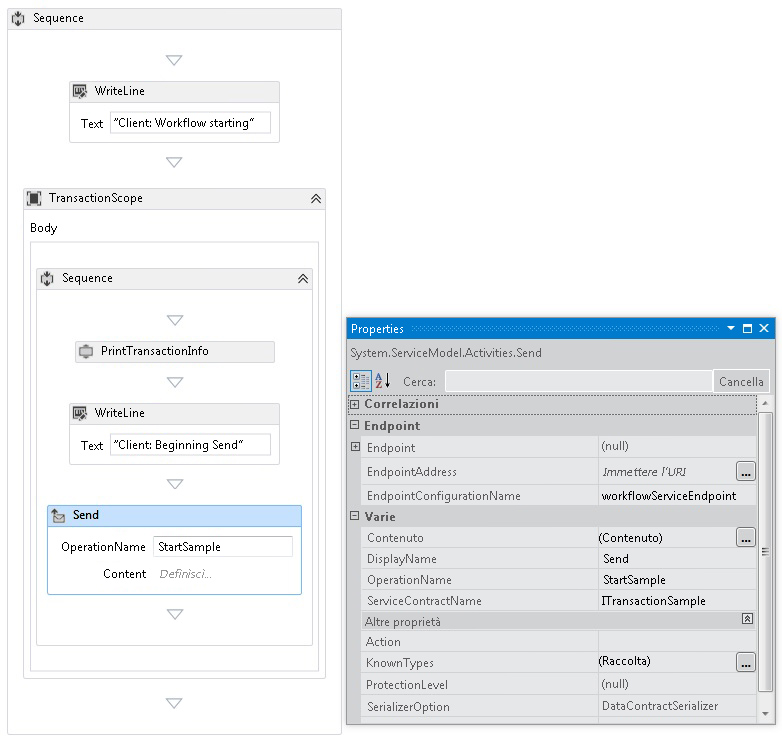 Sequence
WriteLine
Text "Client: Workflow starting"
TransactionScope
Body
Sequence
PrintTransactionInfo
WriteLine
Text "Client: Beginning Send"
Send
OperationName StartSample
Content Definisci...
Properties
System.ServiceModel.Activities.Send
Cerca: Cancella
Correlazioni
Endpoint
Endpoint (null)
EndpointAddress Immettere l'URI ...
EndpointConfigurationName workflowServiceEndpoint
Varie
Contenuto (Contenuto) ...
DisplayName Send
OperationName StartSample
ServiceContractName ITransactionSample
Altre proprietà
Action
KnownTypes (Raccolta) ...
ProtectionLevel (null)
SerializerOption DataContractSerializer